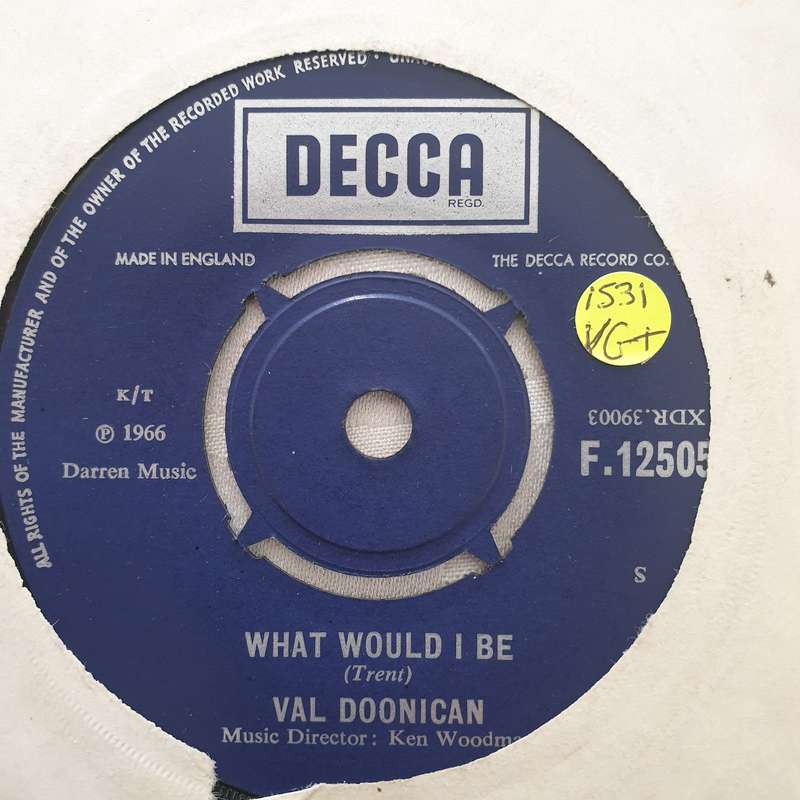 ALL RIGHTS OF THE MANUFACTURER AND OF THE OWNER OF THE RECORDED WORK RESERVED ·
DECCA
REGD.
MADE IN ENGLAND
THE DECCA RECORD CO.
1531
VG+
K/T
℗ 1966
Darren Music
XDR.39003
F.12505
S
WHAT WOULD I BE
(Trent)
VAL DOONICAN
Music Director: Ken Woodma